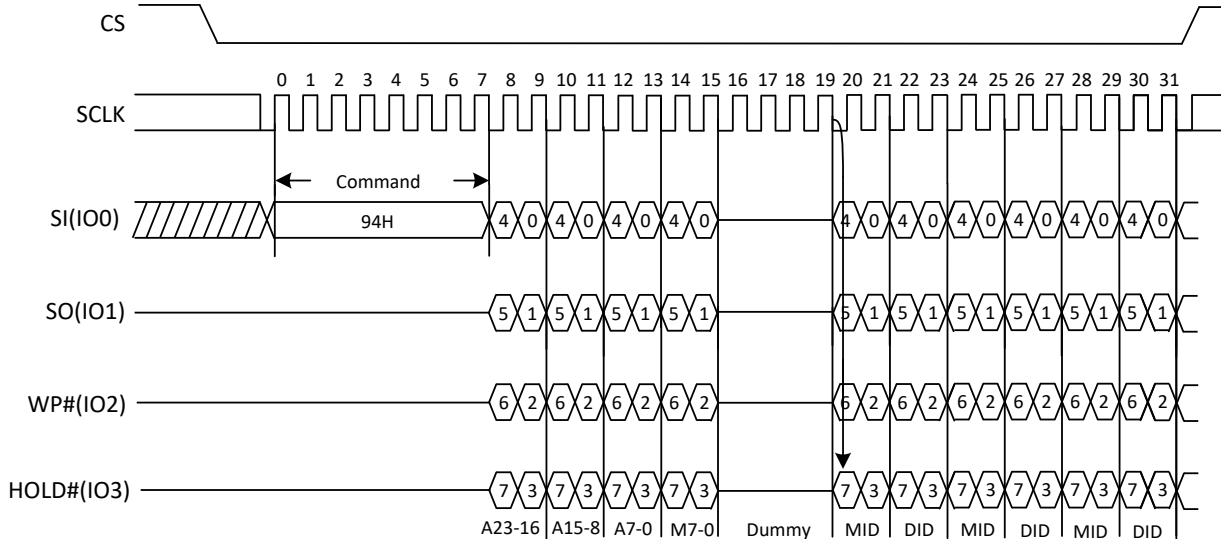 CS
0 1 2 3 4 5 6 7 8 9 10 11 12 13 14 15 16 17 18 19 20 21 22 23 24 25 26 27 28 29 30 31
SCLK
Command
SI(IO0) 94H 4 0 4 0 4 0 4 0 4 0 4 0 4 0 4 0 4 0 4 0
SO(IO1) 5 1 5 1 5 1 5 1 5 1 5 1 5 1 5 1 5 1 5 1
WP#(IO2) 6 2 6 2 6 2 6 2 6 2 6 2 6 2 6 2 6 2 6 2
HOLD#(IO3) 7 3 7 3 7 3 7 3 7 3 7 3 7 3 7 3 7 3 7 3
A23-16 A15-8 A7-0 M7-0 Dummy MID DID MID DID MID DID